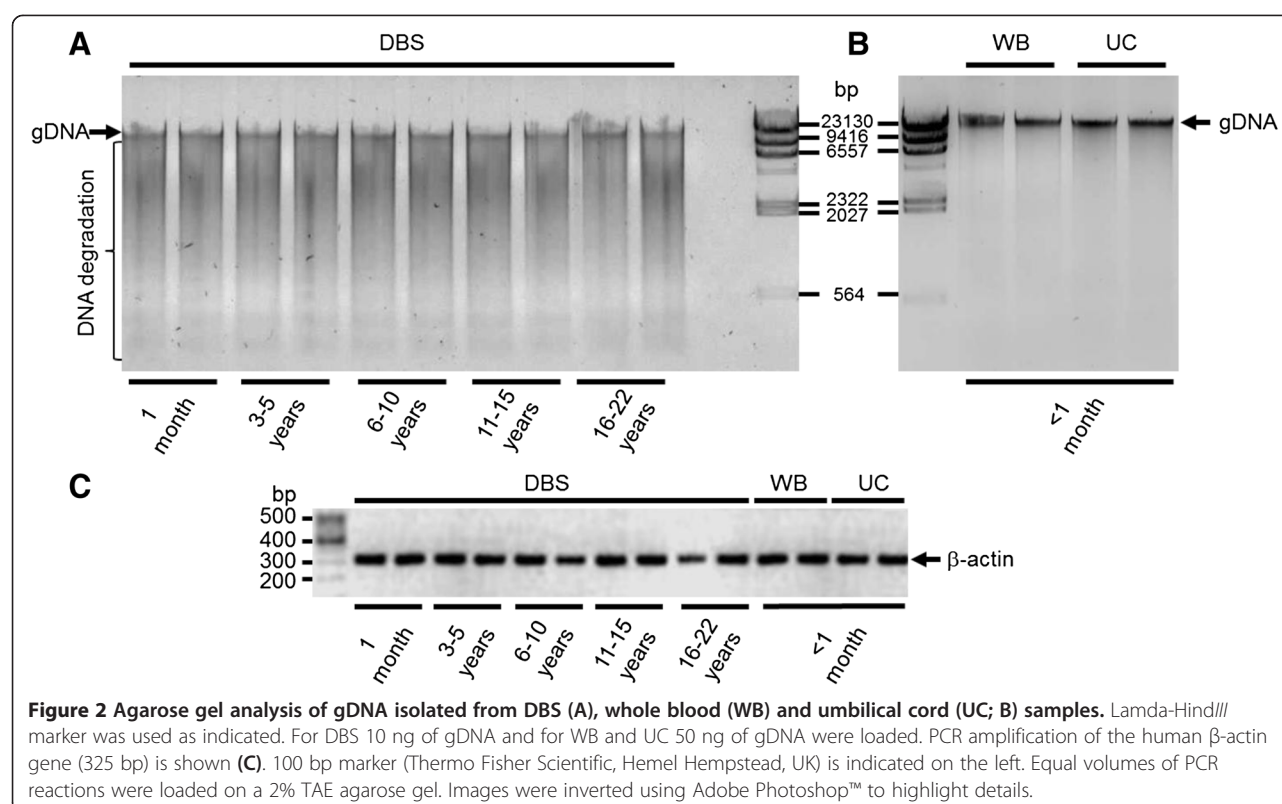 A
DBS
B
WB UC
bp
gDNA
23130
9416
6557
2322
2027
564
gDNA
DNA degradation
1 month
3-5 years
6-10 years
11-15 years
16-22 years
<1 month
C
DBS
WB
UC
bp
500
400
300
200
β-actin
1 month
3-5 years
6-10 years
11-15 years
16-22 years
<1 month
Figure 2 Agarose gel analysis of gDNA isolated from DBS (A), whole blood (WB) and umbilical cord (UC; B) samples. Lamda-HindIII
marker was used as indicated. For DBS 10 ng of gDNA and for WB and UC 50 ng of gDNA were loaded. PCR amplification of the human β-actin
gene (325 bp) is shown (C). 100 bp marker (Thermo Fisher Scientific, Hemel Hempstead, UK) is indicated on the left. Equal volumes of PCR
reactions were loaded on a 2% TAE agarose gel. Images were inverted using Adobe Photoshop™ to highlight details.